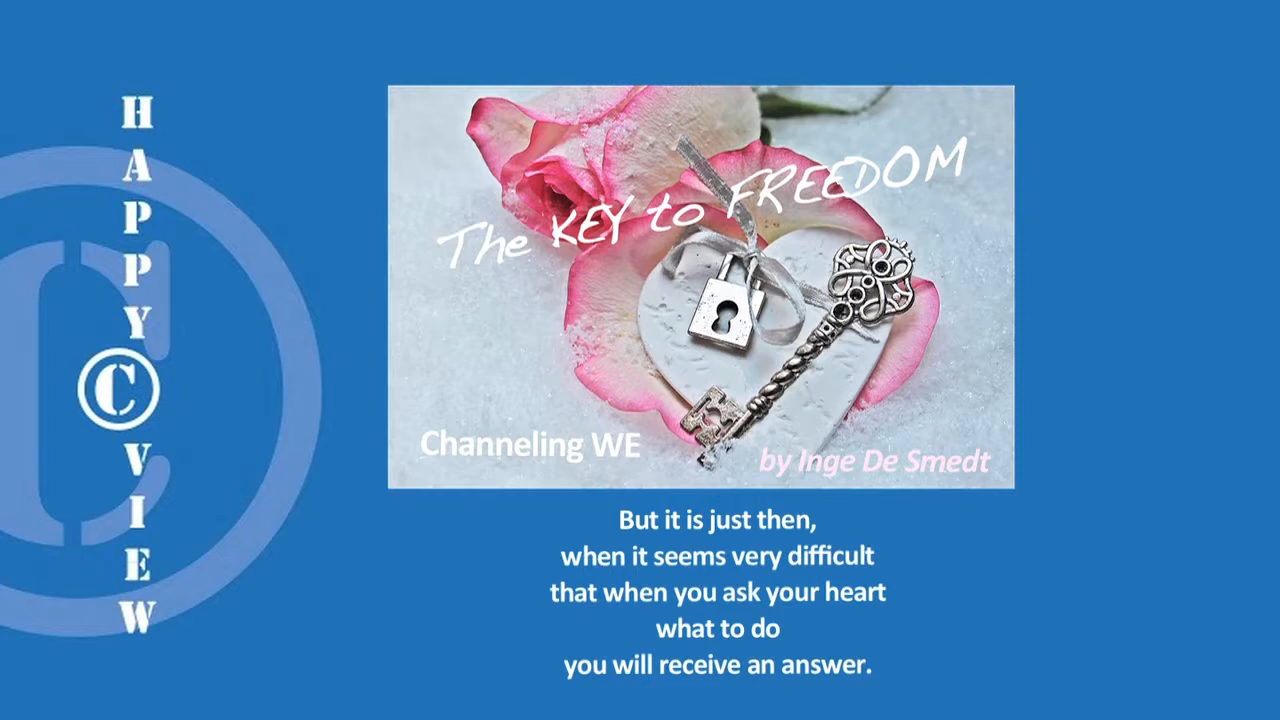 HAPPY
©
VIEW
The KEY to FREEDOM
Channeling WE
by Inge De Smedt
But it is just then,
when it seems very difficult
that when you ask your heart
what to do
you will receive an answer.